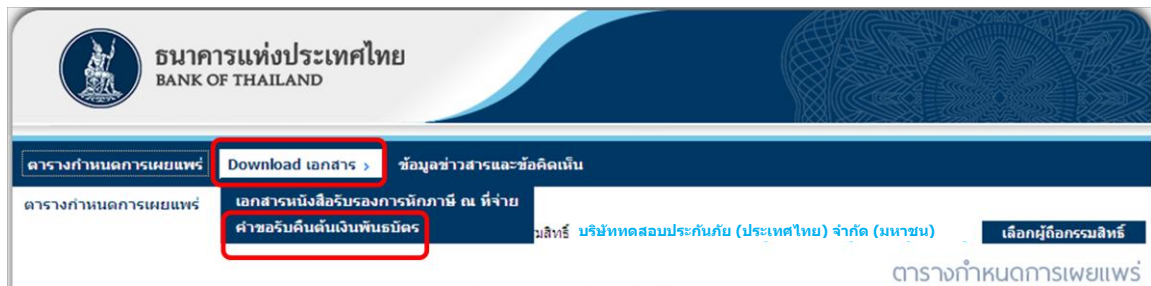 ธนาคารแห่งประเทศไทย
BANK OF THAILAND
ตารางกำหนดการเผยแพร่ Download เอกสาร › ข้อมูลข่าวสารและข้อคิดเห็น
ตารางกำหนดการเผยแพร่ เอกสารหนังสือรับรองการหักภาษี ณ ที่จ่าย
คำขอรับคืนต้นเงินพันธบัตร มสิทธิ์ บริษัททดสอบประกันภัย (ประเทศไทย) จำกัด (มหาชน) เลือกผู้ถือกรรมสิทธิ์
ตารางกำหนดการเผยแพร่